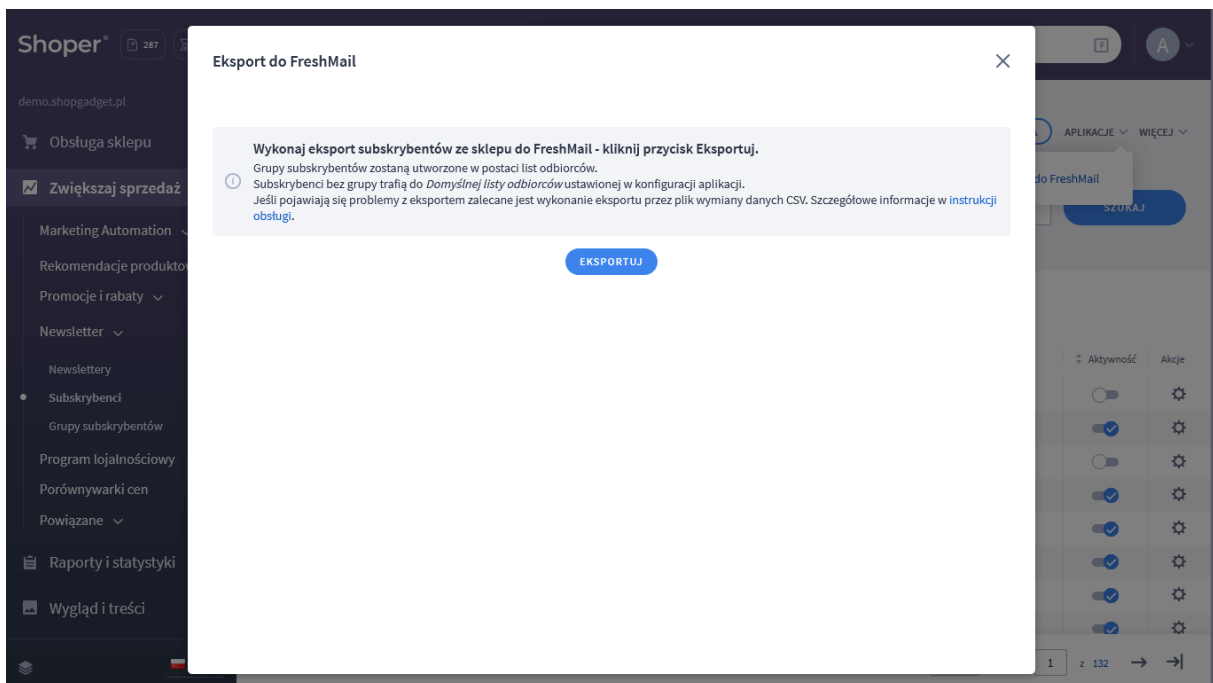 Shoper®
287
A
demo.shopgadget.pl
Obsługa sklepu
Zwiększaj sprzedaż
Marketing Automation
Rekomendacje
Promocje i rabaty
Newsletter
Newslettery
Subskrybenci
Grupy subskrybentów
Program lojalnościowy
Porównywarki cen
Powiązane
Raporty i statystyki
Wygląd i treści
Eksport do FreshMail
Wykonaj eksport subskrybentów ze sklepu do FreshMail - kliknij przycisk Eksportuj.
Grupy subskrybentów zostaną utworzone w postaci list odbiorców.
Subskrybenci bez grupy trafią do Domyślnej listy odbiorców ustawionej w konfiguracji aplikacji.
Jeśli pojawiają się problemy z eksportem zalecane jest wykonanie eksportu przez plik wymiany danych CSV. Szczegółowe informacje w instrukcji
obsługi.
EKSPORTUJ
APLIKACJE WIĘCEJ
do FreshMail
SZUKAJ
Aktywność Akcje
1 z 132